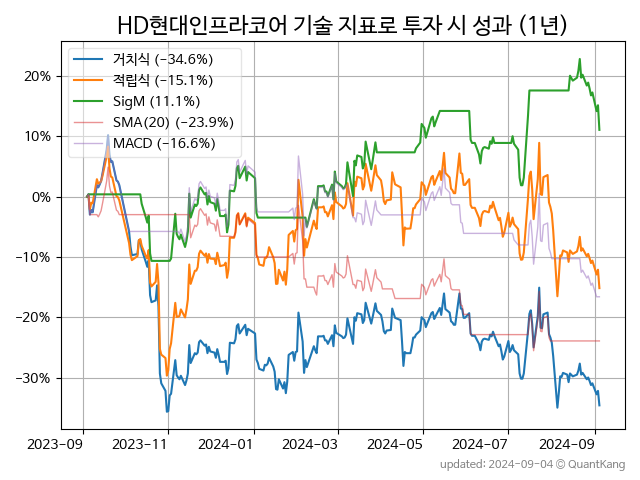 HD현대인프라코어 기술 지표로 투자 시 성과 (1년)
거치식 (−34.6%)
적립식 (−15.1%)
SigM (11.1%)
SMA(20) (−23.9%)
MACD (−16.6%)
20%
10%
0%
−10%
−20%
−30%
2023−09 2023−11 2024−01 2024−03 2024−05 2024−07 2024−09
updated: 2024−09−04 © QuantKang